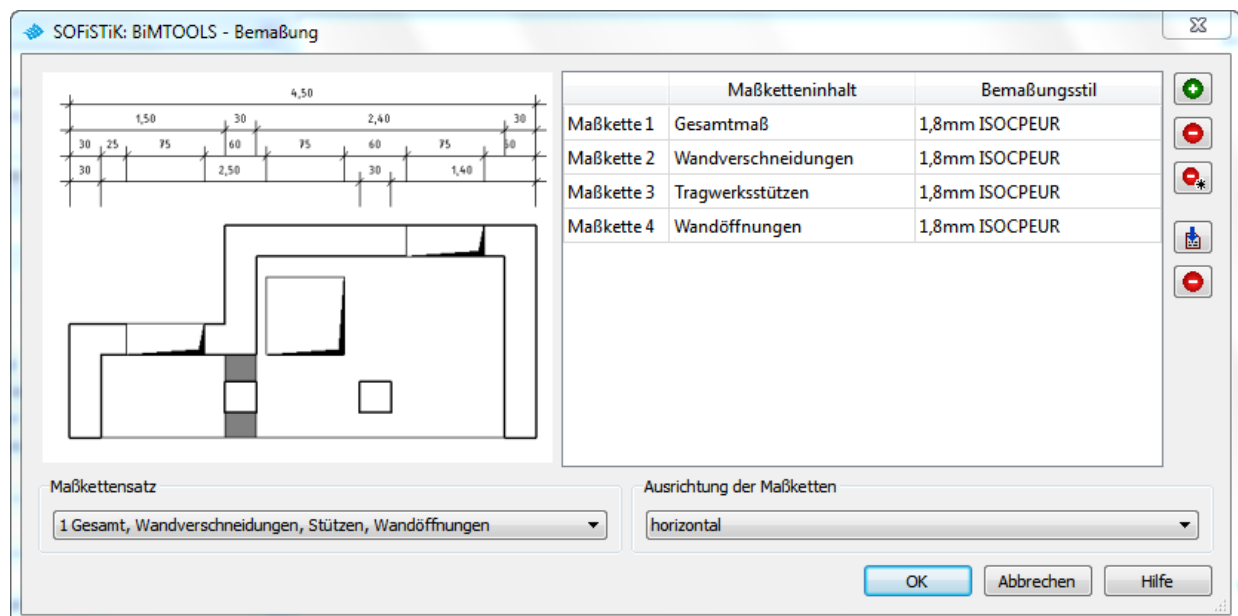 SOFiSTiK: BiMTOOLS - Bemaßung
4,50
1,50 30 2,40 30
30 25 75 60 75 60 75 60
30 2,50 30 1,40
Maßketteninhalt Bemaßungsstil
Maßkette 1 Gesamtmaß 1,8mm ISOCPEUR
Maßkette 2 Wandverschneidungen 1,8mm ISOCPEUR
Maßkette 3 Tragwerksstützen 1,8mm ISOCPEUR
Maßkette 4 Wandöffnungen 1,8mm ISOCPEUR
Maßkettensatz
1 Gesamt, Wandverschneidungen, Stützen, Wandöffnungen
Ausrichtung der Maßketten
horizontal
OK Abbrechen Hilfe